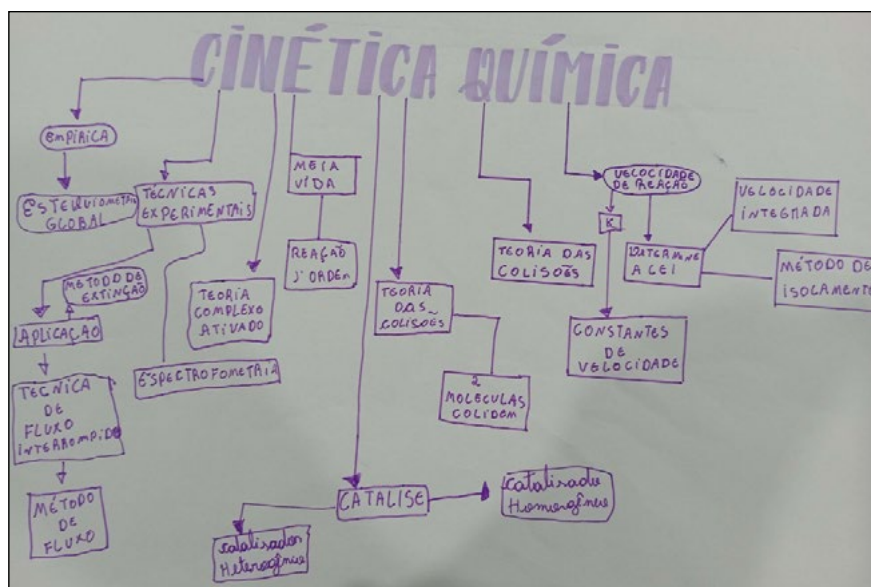 CINÉTICA QUÍMICA
EMPÍRICA
ESTEQUIOMETRIA
GLOBAL
TÉCNICAS
EXPERIMENTAIS
MÉTODO DE
EXTINÇÃO
APLICAÇÃO
TECNICA
DE
FLUXO
INTERROMPIDO
MÉTODO
DE
FLUXO
ESPECTROFOMETRIA
TEORIA
COMPLEXO
ATIVADO
MEIA
VIDA
REAÇÃO
1ª ORDEM
TEORIA
DAS
COLISÕES
2
MOLECULAS
COLIDEM
CATALISE
Catalisador
Heterogênio
Catalisador
Homogênio
TEORIA DAS
COLISÕES
VELOCIDADE
DE REAÇÃO
K
CONSTANTES
DE
VELOCIDADE
DETERMINE
A LEI
VELOCIDADE
INTEGRADA
MÉTODO DE
ISOLAMENTO